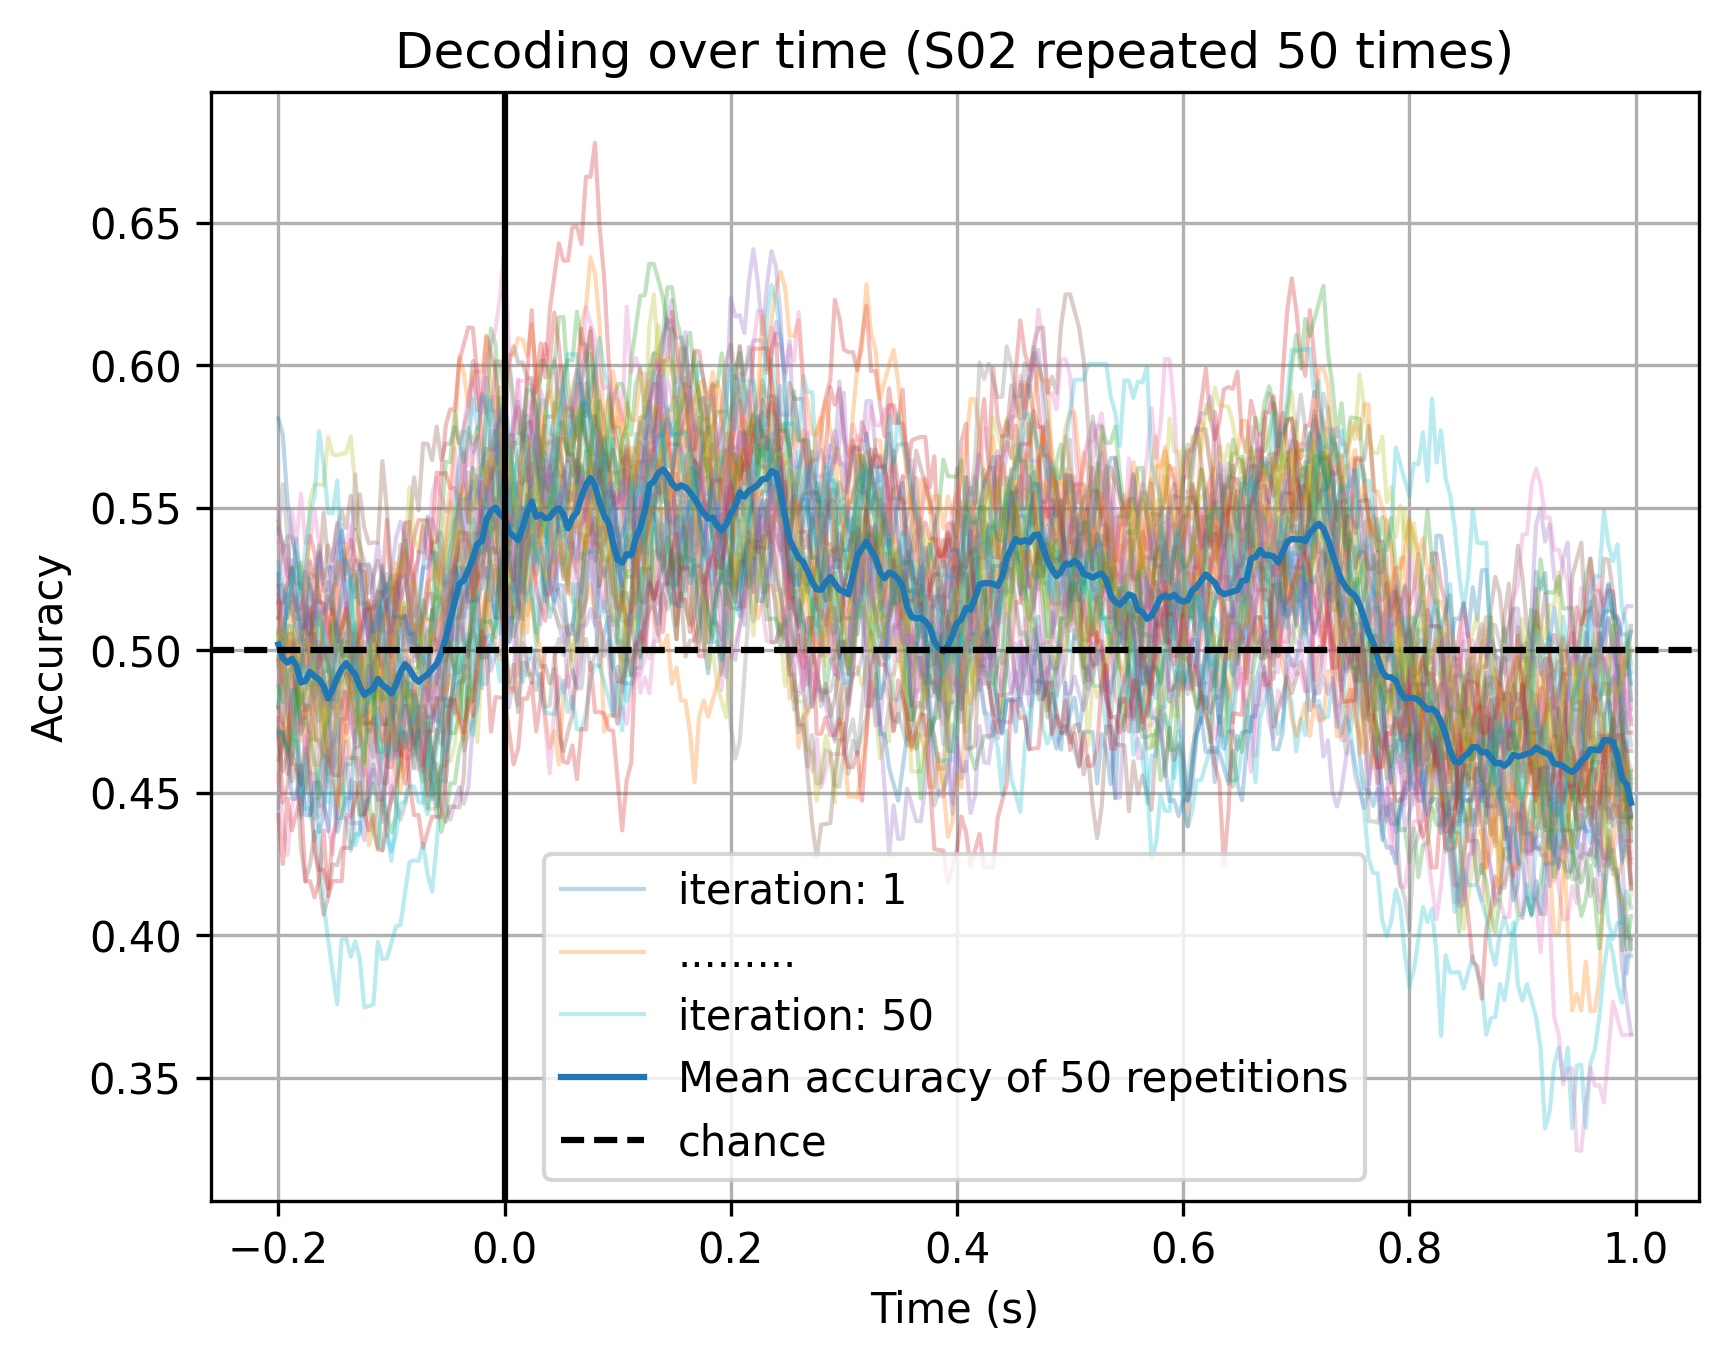 Decoding over time (S02 repeated 50 times)
Accuracy
0.65
0.60
0.55
0.50
0.45
0.40
0.35
iteration: 1
.........
iteration: 50
Mean accuracy of 50 repetitions
chance
−0.2 0.0 0.2 0.4 0.6 0.8 1.0
Time (s)